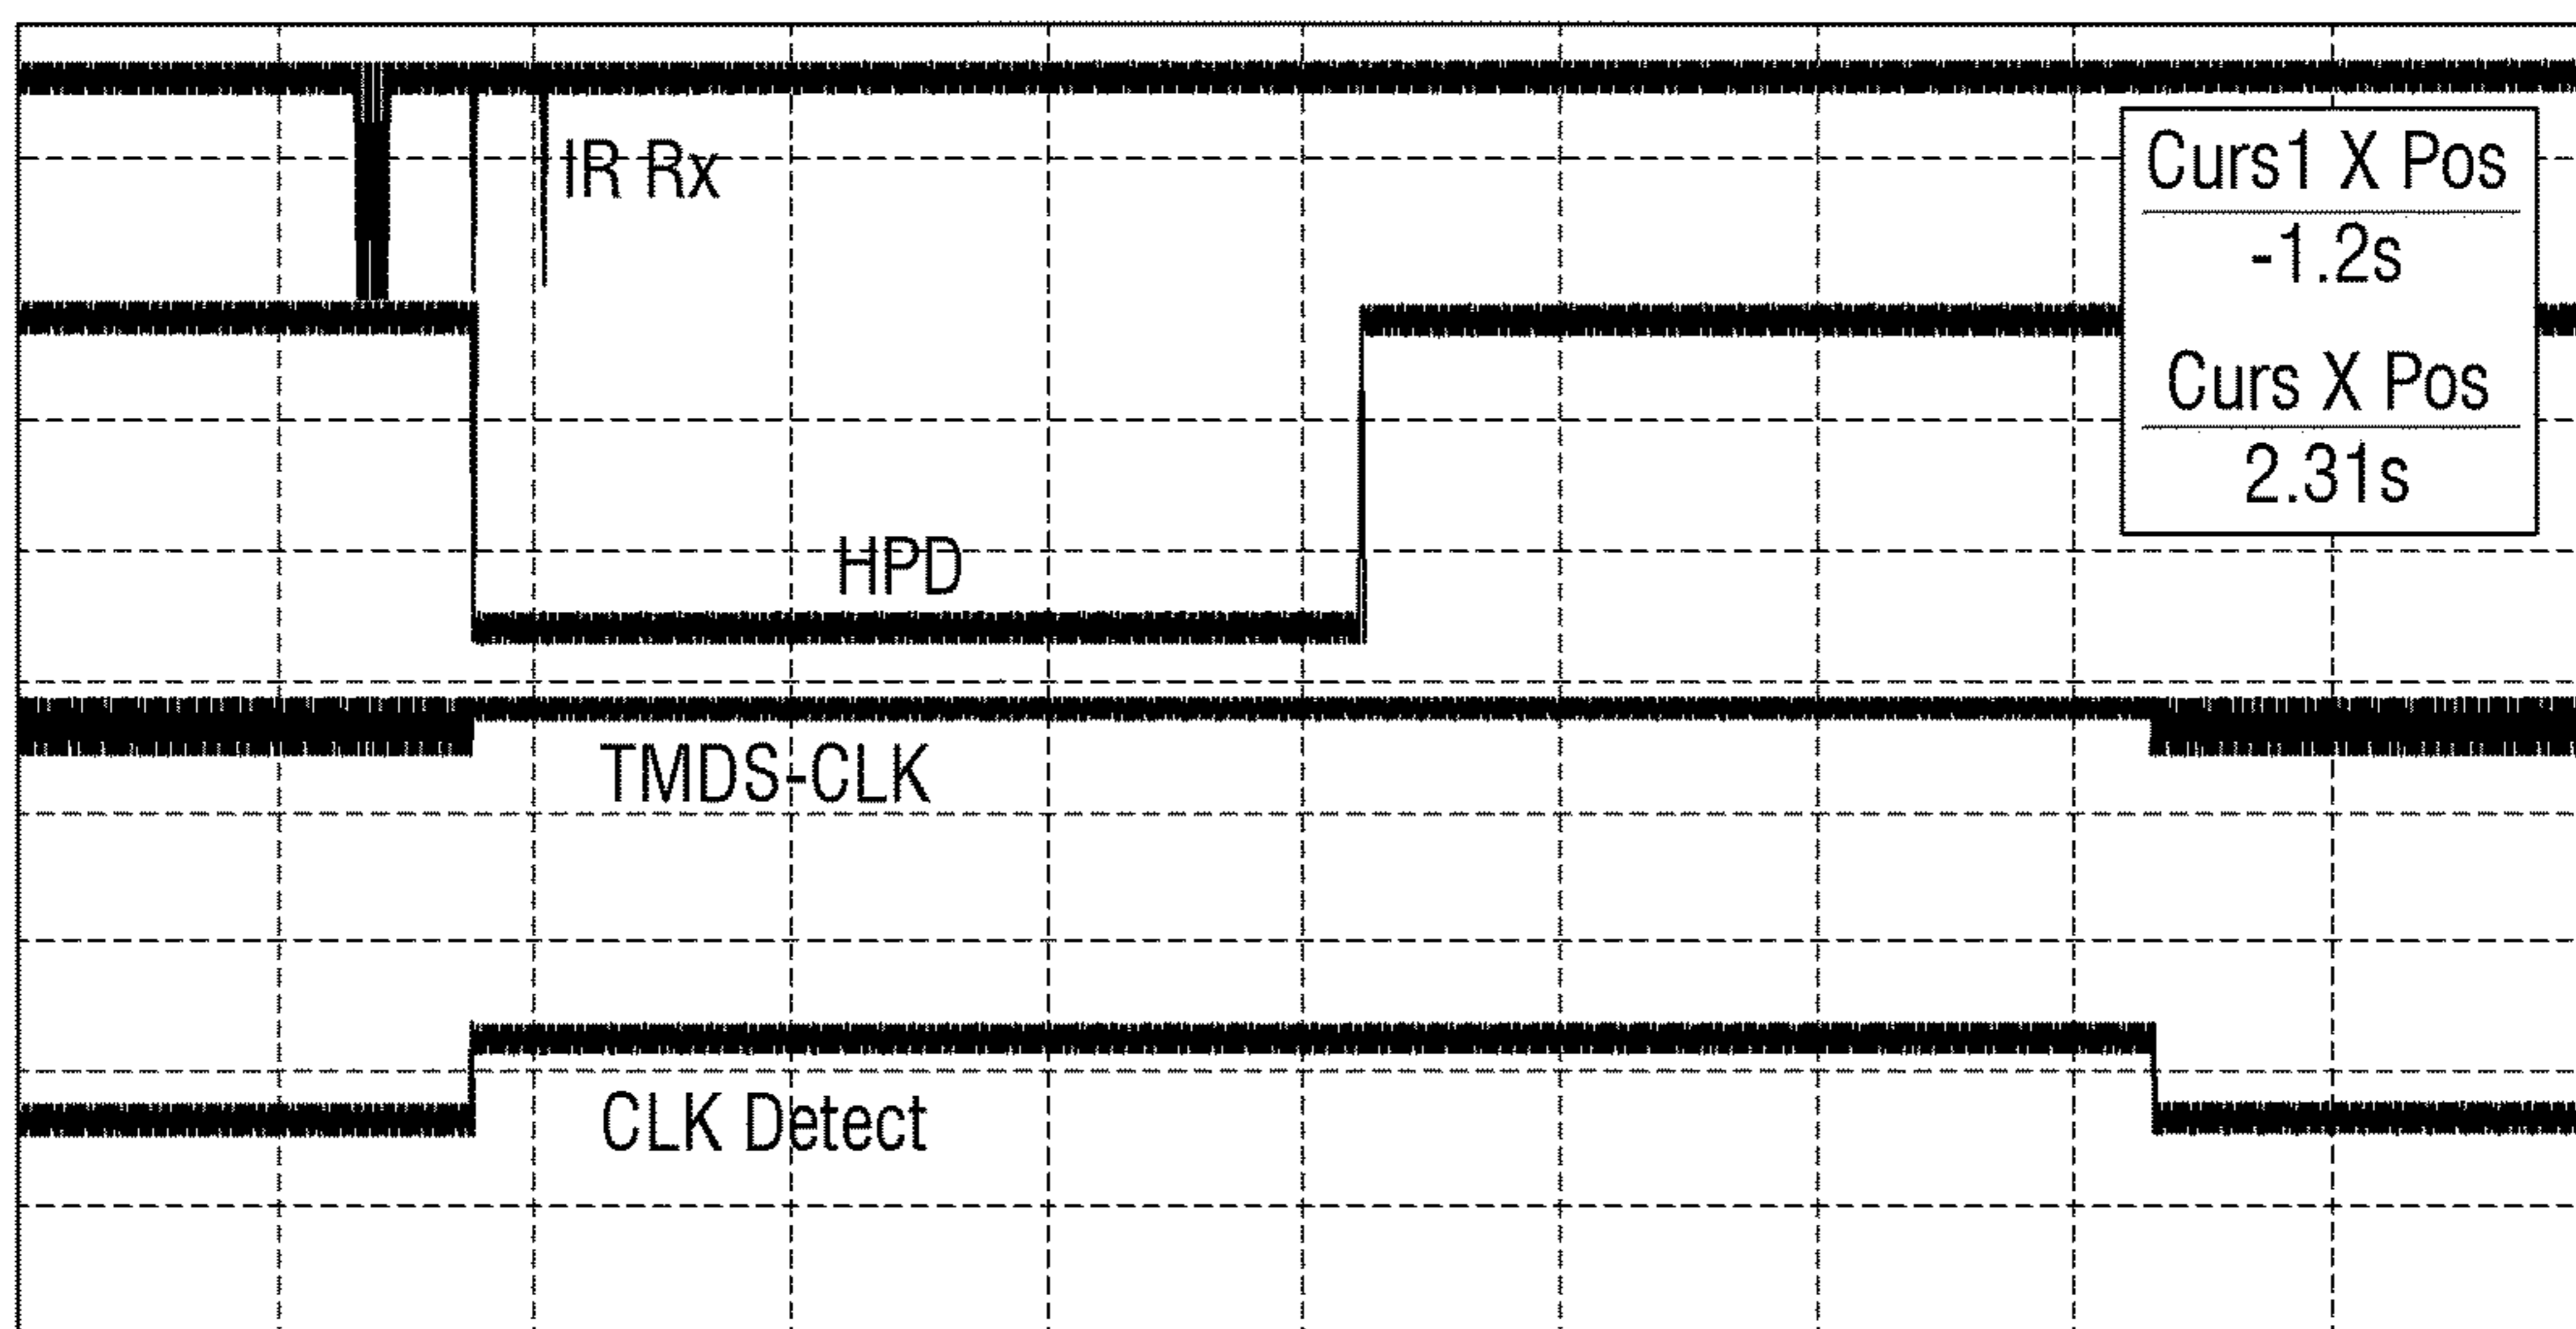 IR Rx
Curs1 X Pos
-1.2s
Curs X Pos
2.31s
HPD
TMDS-CLK
CLK Detect